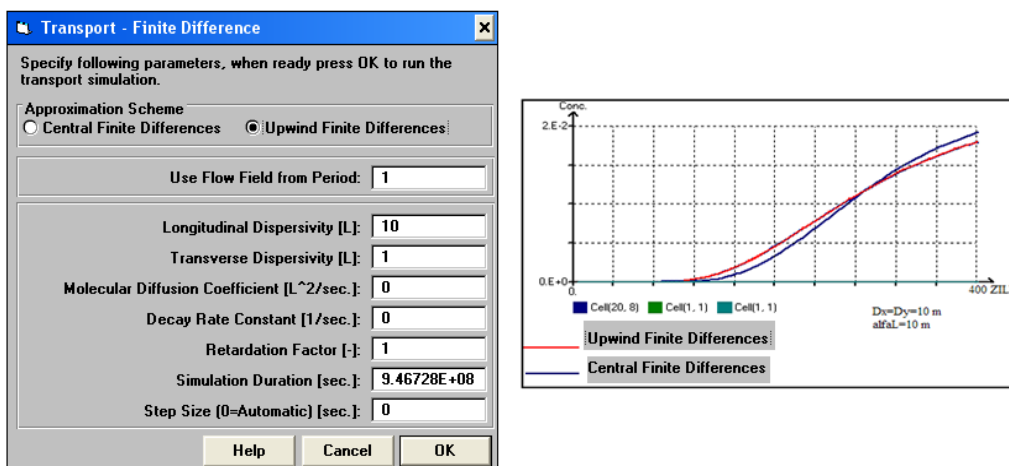 Transport - Finite Difference
Specify following parameters, when ready press OK to run the
transport simulation.
Approximation Scheme
Central Finite Differences Upwind Finite Differences
Use Flow Field from Period: 1
Longitudinal Dispersivity [L]: 10
Transverse Dispersivity [L]: 1
Molecular Diffusion Coefficient [L^2/sec.]: 0
Decay Rate Constant [1/sec.]: 0
Retardation Factor [-]: 1
Simulation Duration [sec.]: 9.46728E+08
Step Size (0=Automatic) [sec.]: 0
Help Cancel OK
Conc.
2.E-2
0.E+0
0. 400 ZILE
Cell(20, 8) Cell(1, 1) Cell(1, 1)
Dx=Dy=10 m
alfaL=10 m
Upwind Finite Differences
Central Finite Differences